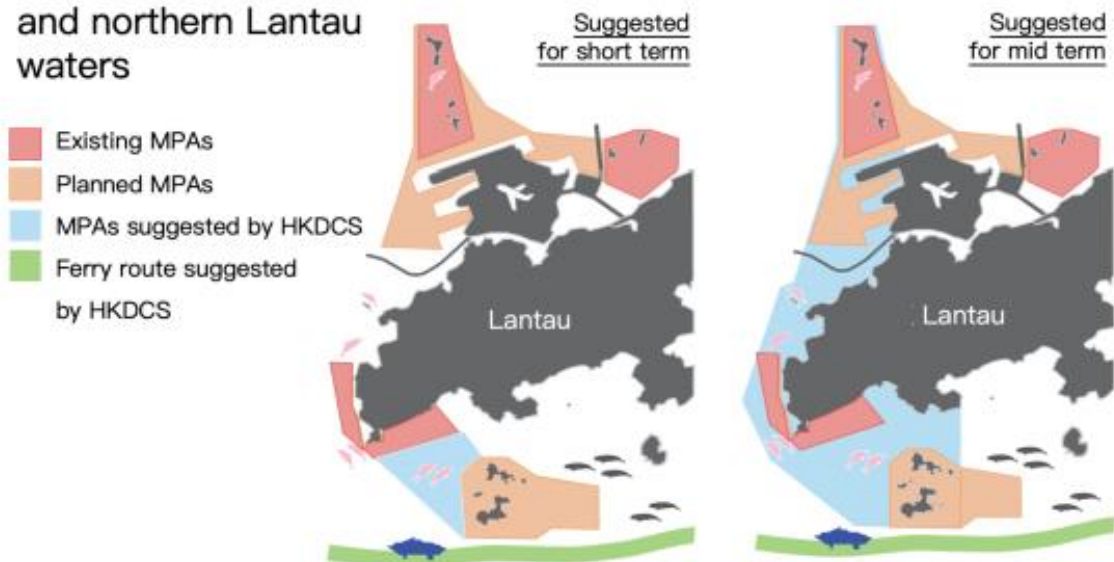 and northern Lantau
waters
Existing MPAs
Planned MPAs
MPAs suggested by HKDCS
Ferry route suggested
by HKDCS
Suggested
for short term
Lantau
Suggested
for mid term
Lantau